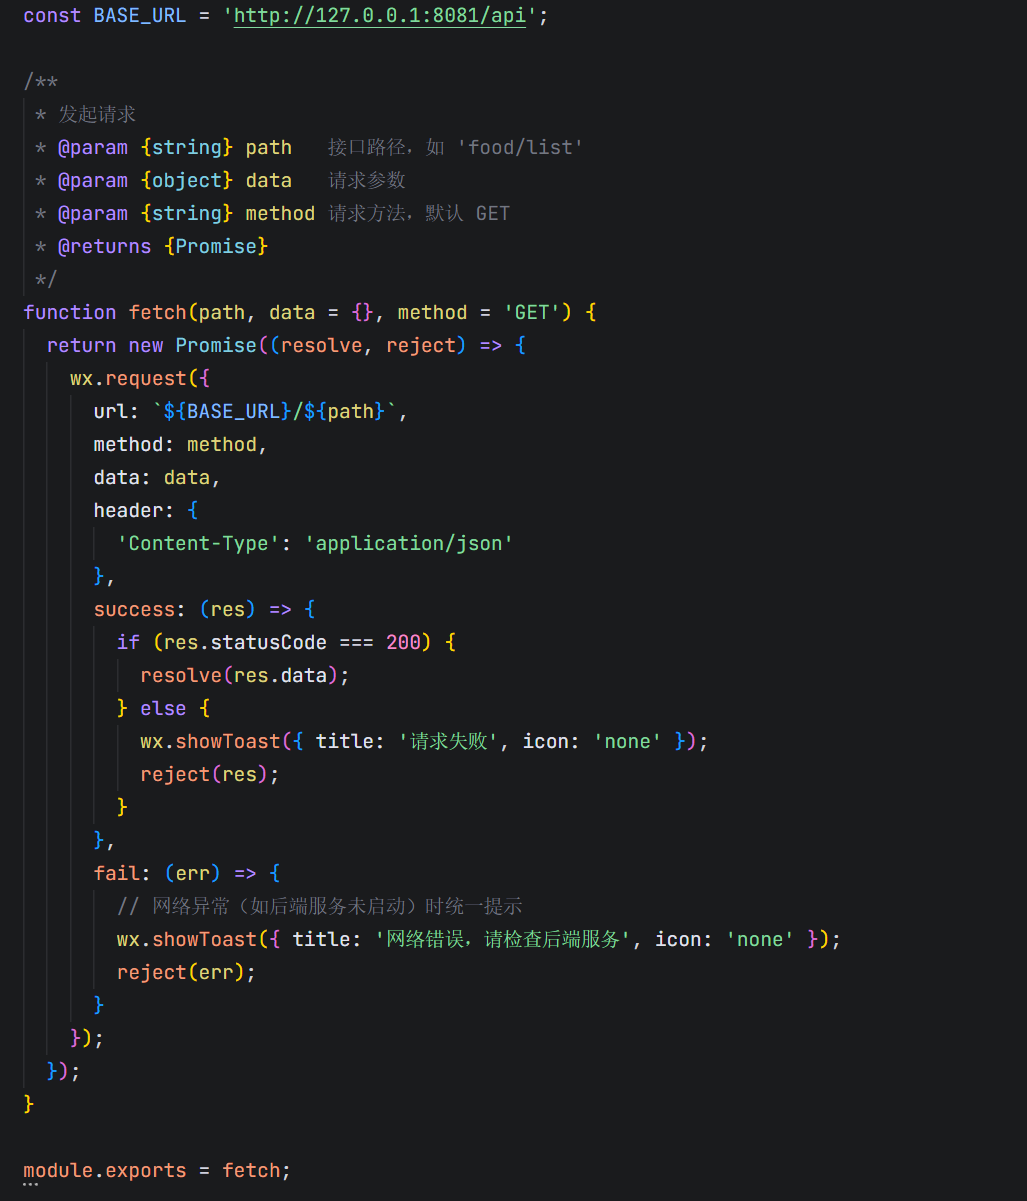 const BASE_URL = 'http://127.0.0.1:8081/api';

/**
 * 发起请求
 * @param {string} path   接口路径，如 'food/list'
 * @param {object} data   请求参数
 * @param {string} method 请求方法，默认 GET
 * @returns {Promise}
 */
function fetch(path, data = {}, method = 'GET') {
  return new Promise((resolve, reject) => {
    wx.request({
      url: `${BASE_URL}/${path}`,
      method: method,
      data: data,
      header: {
        'Content-Type': 'application/json'
      },
      success: (res) => {
        if (res.statusCode === 200) {
          resolve(res.data);
        } else {
          wx.showToast({ title: '请求失败', icon: 'none' });
          reject(res);
        }
      },
      fail: (err) => {
        // 网络异常（如后端服务未启动）时统一提示
        wx.showToast({ title: '网络错误，请检查后端服务', icon: 'none' });
        reject(err);
      }
    });
  });
}

module.exports = fetch;